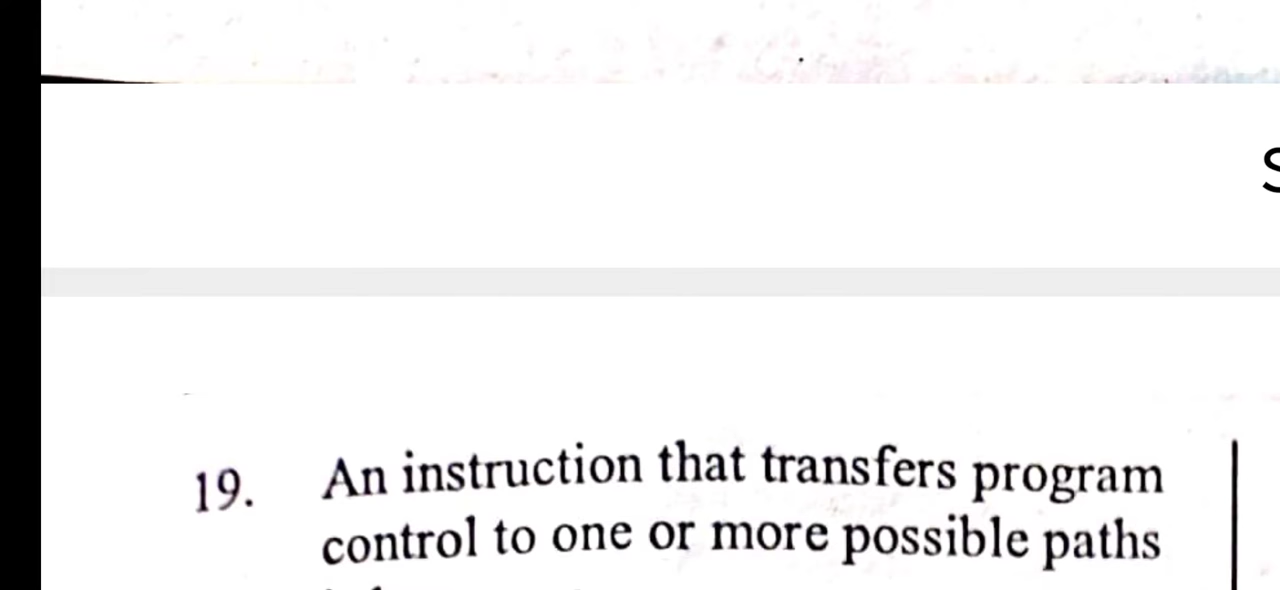 19. An instruction that transfers program
control to one or more possible paths